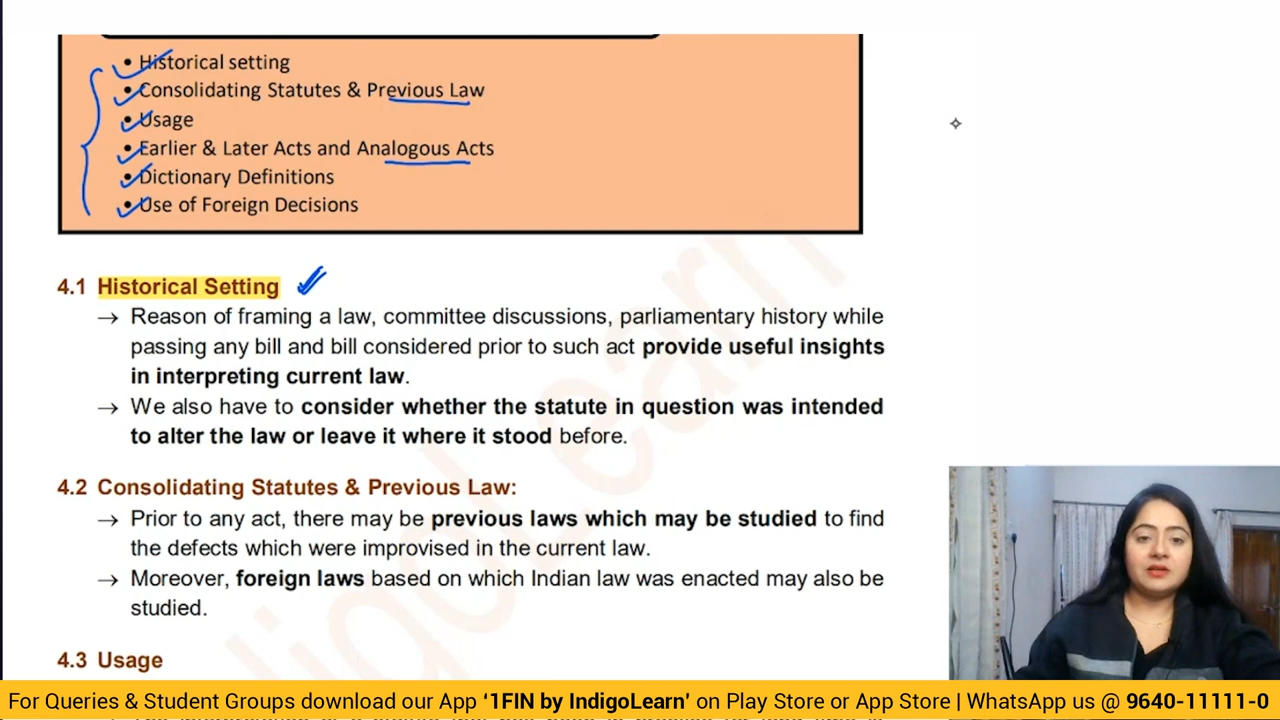 • Historical setting
• Consolidating Statutes & Previous Law
• Usage
• Earlier & Later Acts and Analogous Acts
• Dictionary Definitions
• Use of Foreign Decisions
4.1 Historical Setting
→ Reason of framing a law, committee discussions, parliamentary history while
passing any bill and bill considered prior to such act provide useful insights
in interpreting current law.
→ We also have to consider whether the statute in question was intended
to alter the law or leave it where it stood before.
4.2 Consolidating Statutes & Previous Law:
→ Prior to any act, there may be previous laws which may be studied to find
the defects which were improvised in the current law.
→ Moreover, foreign laws based on which Indian law was enacted may also be
studied.
4.3 Usage
For Queries & Student Groups download our App ‘1FIN by IndigoLearn’ on Play Store or App Store | WhatsApp us @ 9640-11111-0